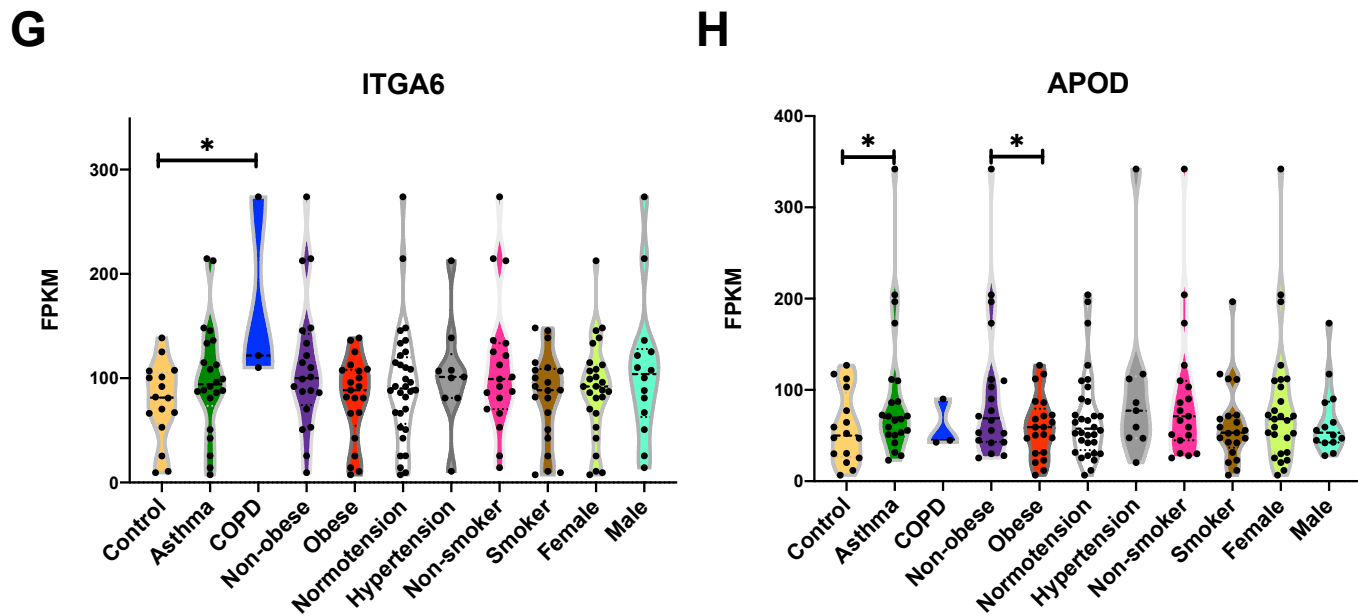 G
ITGA6
FPKM
300
200
100
0
*
Control
Asthma
COPD
Non-obese
Obese
Normotension
Hypertension
Non-smoker
Smoker
Female
Male
H
APOD
FPKM
400
300
200
100
0
*
*
Control
Asthma
COPD
Non-obese
Obese
Normotension
Hypertension
Non-smoker
Smoker
Female
Male